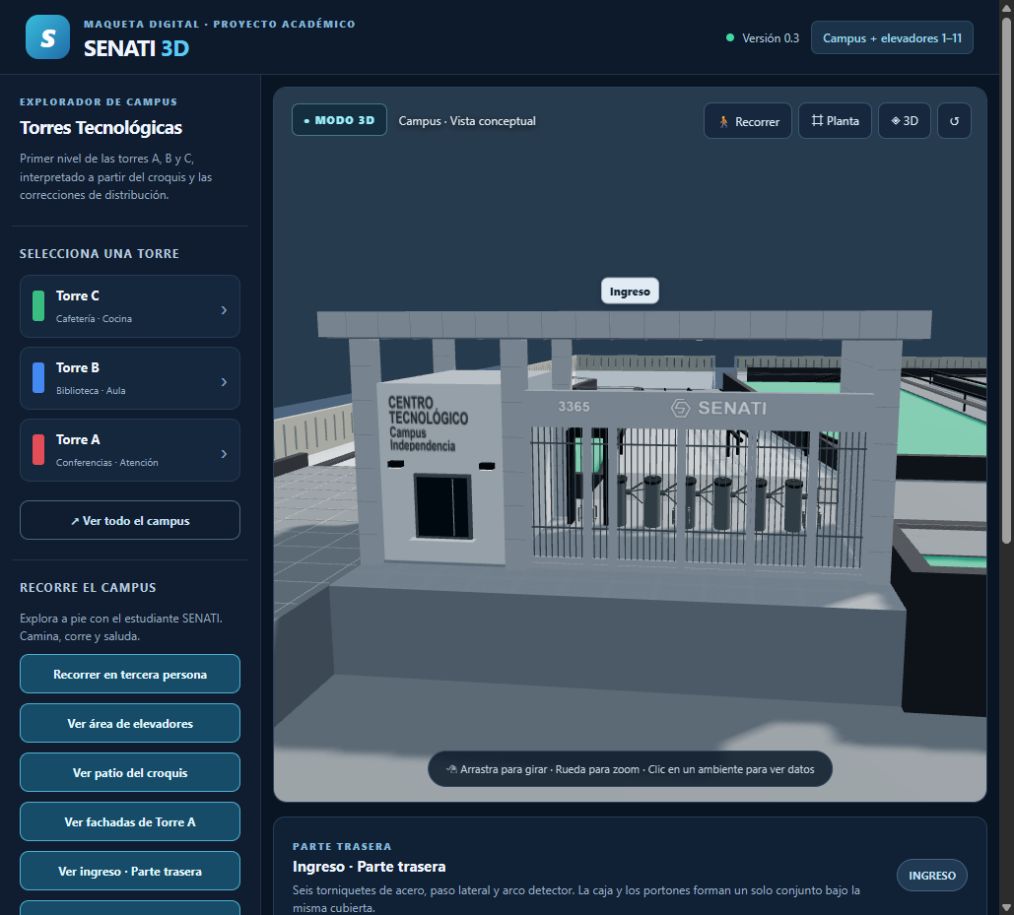 S
MAQUETA DIGITAL · PROYECTO ACADÉMICO
SENATI 3D
Versión 0.3
Campus + elevadores 1–11
EXPLORADOR DE CAMPUS
Torres Tecnológicas
Primer nivel de las torres A, B y C,
interpretado a partir del croquis y las
correcciones de distribución.
SELECCIONA UNA TORRE
Torre C
Cafetería · Cocina
Torre B
Biblioteca · Aula
Torre A
Conferencias · Atención
↗ Ver todo el campus
RECORRE EL CAMPUS
Explora a pie con el estudiante SENATI.
Camina, corre y saluda.
Recorrer en tercera persona
Ver área de elevadores
Ver patio del croquis
Ver fachadas de Torre A
Ver ingreso · Parte trasera
MODO 3D
Campus · Vista conceptual
Recorrer
Planta
3D
Ingreso
CENTRO
TECNOLÓGICO
Campus
Independencia
3365
SENATI
Arrastra para girar · Rueda para zoom · Clic en un ambiente para ver datos
PARTE TRASERA
Ingreso · Parte trasera
Seis torniquetes de acero, paso lateral y arco detector. La caja y los portones forman un solo conjunto bajo la
misma cubierta.
INGRESO